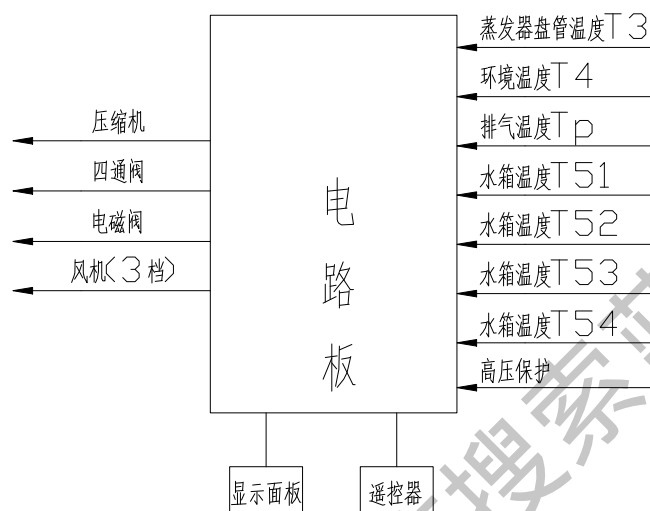 蒸发器盘管温度T3
环境温度T4
排气温度Tp
水箱温度T51
水箱温度T52
水箱温度T53
水箱温度T54
高压保护
压缩机
四通阀
电磁阀
风机(3档)
电路板
显示面板
遥控器
搜索